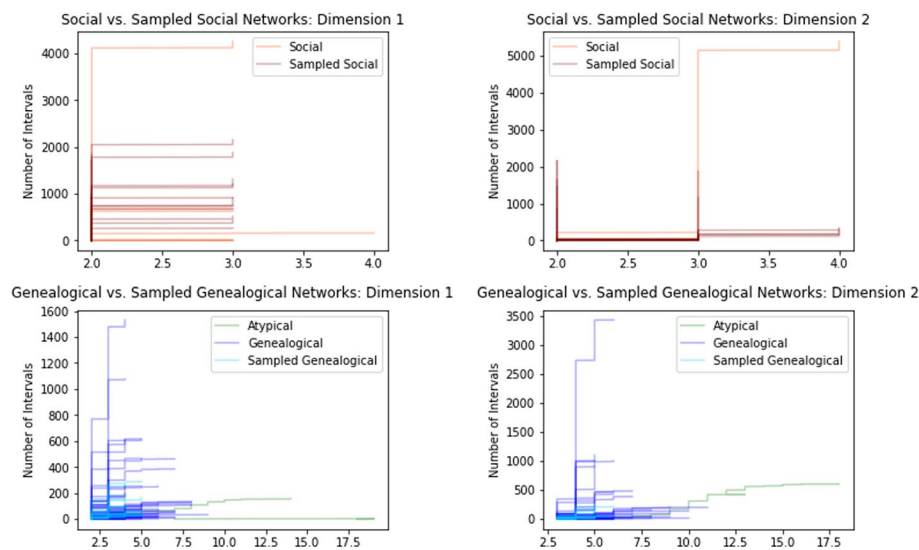 Social vs. Sampled Social Networks: Dimension 1
Number of Intervals
4000
3000
2000
1000
0
2.0 2.5 3.0 3.5 4.0
Social
Sampled Social
Social vs. Sampled Social Networks: Dimension 2
Number of Intervals
5000
4000
3000
2000
1000
0
2.0 2.5 3.0 3.5 4.0
Social
Sampled Social
Genealogical vs. Sampled Genealogical Networks: Dimension 1
Number of Intervals
1600
1400
1200
1000
800
600
400
200
0
2.5 5.0 7.5 10.0 12.5 15.0 17.5
Atypical
Genealogical
Sampled Genealogical
Genealogical vs. Sampled Genealogical Networks: Dimension 2
Number of Intervals
3500
3000
2500
2000
1500
1000
500
0
2.5 5.0 7.5 10.0 12.5 15.0 17.5
Atypical
Genealogical
Sampled Genealogical